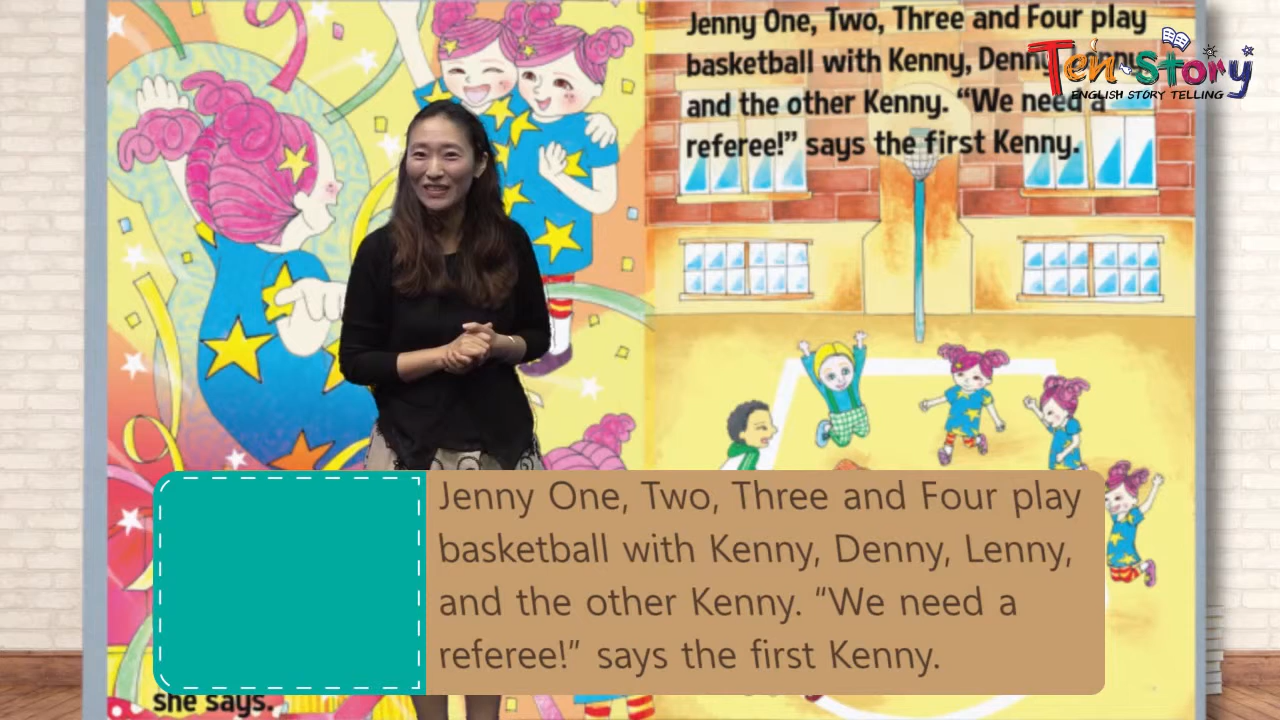 Jenny One, Two, Three and Four play
basketball with Kenny, Denny
and the other Kenny. “We need a
referee!” says the first Kenny.
Ten Story
ENGLISH STORY TELLING
Jenny One, Two, Three and Four play
basketball with Kenny, Denny, Lenny,
and the other Kenny. “We need a
referee!” says the first Kenny.
she says.